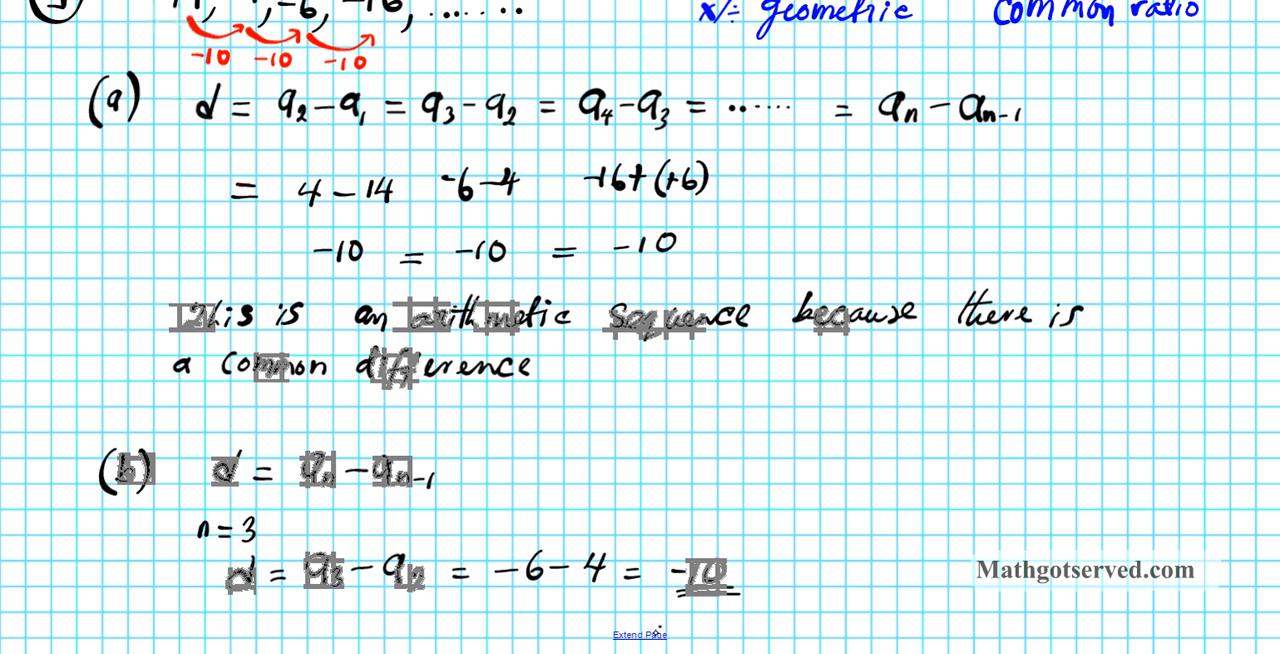 -6, -16, .......
x/÷ geometric common ratio
-10 -10 -10
(a) d = a₂ - a₁ = a₃ - a₂ = a₄ - a₃ = ...... = aₙ - aₙ₋₁
= 4 - 14 -6 - 4 -16 + (+6)
-10 = -10 = -10
This is an arithmetic sequence because there is
a common difference
(b) d = aₙ - aₙ₋₁
n = 3
d = a₃ - a₂ = -6 - 4 = -10
Mathgotserved.com
Extend Page